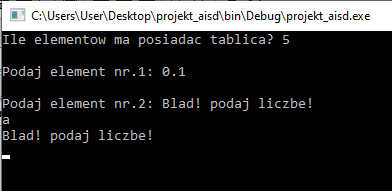 C:\Users\User\Desktop\projekt_aisd\bin\Debug\projekt_aisd.exe
Ile elementow ma posiadac tablica? 5
Podaj element nr.1: 0.1
Podaj element nr.2: Blad! podaj liczbe!
a
Blad! podaj liczbe!